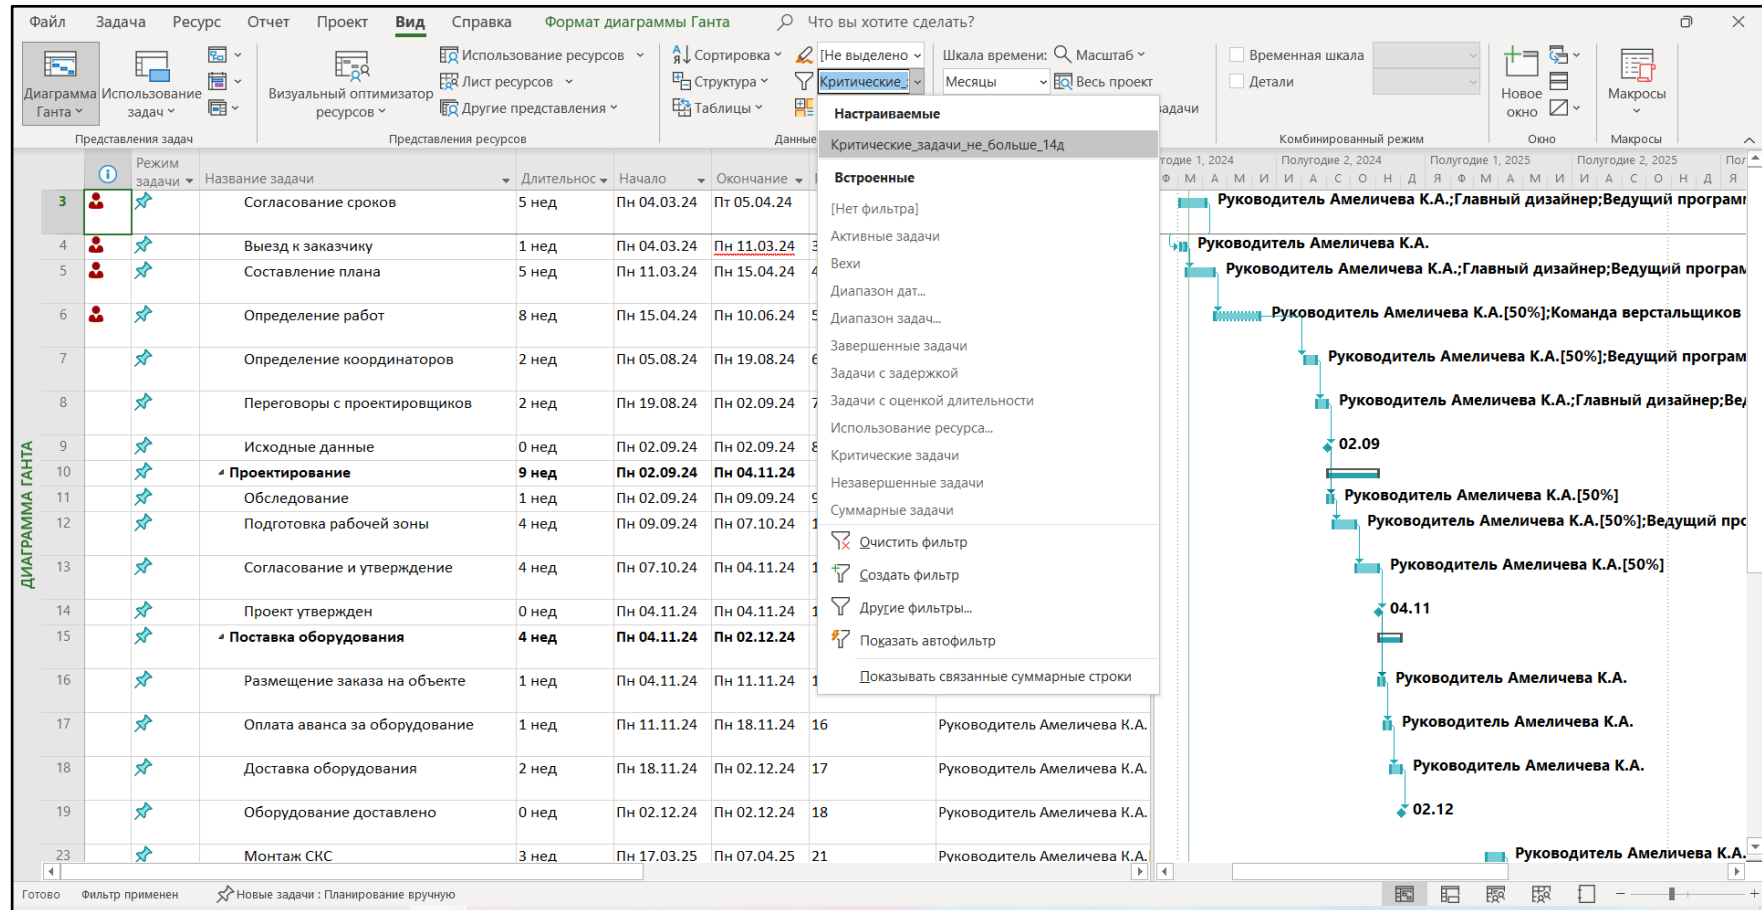 Файл Задача Ресурс Отчет Проект Вид Справка Формат диаграммы Ганта Что вы хотите сделать?
Диаграмма Ганта
Использование задач
Визуальный оптимизатор ресурсов
Использование ресурсов
Лист ресурсов
Другие представления
Сортировка
Структура
Таблицы
[Не выделено
Критические_
Шкала времени: Масштаб
Месяцы Весь проект
Временная шкала
Детали
Новое окно
Макросы
Представления задач Представления ресурсов Данные Комбинированный режим Окно Макросы
Настраиваемые
Критические_задачи_не_больше_14д
Встроенные
[Нет фильтра]
Активные задачи
Вехи
Диапазон дат...
Диапазон задач...
Завершенные задачи
Задачи с задержкой
Задачи с оценкой длительности
Использование ресурса...
Критические задачи
Незавершенные задачи
Суммарные задачи
Очистить фильтр
Создать фильтр
Другие фильтры...
Показать автофильтр
Показывать связанные суммарные строки
Режим задачи Название задачи Длительнос Начало Окончание
годие 1, 2024 Полугодие 2, 2024 Полугодие 1, 2025 Полугодие 2, 2025 Пол
Ф М А М И И А С О Н Д Я Ф М А М И И А С О Н Д Я
3 Согласование сроков 5 нед Пн 04.03.24 Пт 05.04.24 Руководитель Амеличева К.А.;Главный дизайнер;Ведущий програм
4 Выезд к заказчику 1 нед Пн 04.03.24 Пн 11.03.24 3 Руководитель Амеличева К.А.
5 Составление плана 5 нед Пн 11.03.24 Пн 15.04.24 4 Руководитель Амеличева К.А.;Главный дизайнер;Ведущий програм
6 Определение работ 8 нед Пн 15.04.24 Пн 10.06.24 5 Руководитель Амеличева К.А.[50%];Команда верстальщиков
7 Определение координаторов 2 нед Пн 05.08.24 Пн 19.08.24 6 Руководитель Амеличева К.А.[50%];Ведущий програм
8 Переговоры с проектировщиков 2 нед Пн 19.08.24 Пн 02.09.24 7 Руководитель Амеличева К.А.;Главный дизайнер;Вед
9 Исходные данные 0 нед Пн 02.09.24 Пн 02.09.24 8 02.09
10 Проектирование 9 нед Пн 02.09.24 Пн 04.11.24
11 Обследование 1 нед Пн 02.09.24 Пн 09.09.24 9 Руководитель Амеличева К.А.[50%]
12 Подготовка рабочей зоны 4 нед Пн 09.09.24 Пн 07.10.24 1 Руководитель Амеличева К.А.[50%];Ведущий прс
13 Согласование и утверждение 4 нед Пн 07.10.24 Пн 04.11.24 1 Руководитель Амеличева К.А.[50%]
14 Проект утвержден 0 нед Пн 04.11.24 Пн 04.11.24 1 04.11
15 Поставка оборудования 4 нед Пн 04.11.24 Пн 02.12.24
16 Размещение заказа на объекте 1 нед Пн 04.11.24 Пн 11.11.24 1 Руководитель Амеличева К.А.
17 Оплата аванса за оборудование 1 нед Пн 11.11.24 Пн 18.11.24 16 Руководитель Амеличева К.А. Руководитель Амеличева К.А.
18 Доставка оборудования 2 нед Пн 18.11.24 Пн 02.12.24 17 Руководитель Амеличева К.А. Руководитель Амеличева К.А.
19 Оборудование доставлено 0 нед Пн 02.12.24 Пн 02.12.24 18 Руководитель Амеличева К.А. 02.12
23 Монтаж СКС 3 нед Пн 17.03.25 Пн 07.04.25 21 Руководитель Амеличева К.А. Руководитель Амеличева К.А.
ДИАГРАММА ГАНТА
Готово Фильтр применен Новые задачи : Планирование вручную